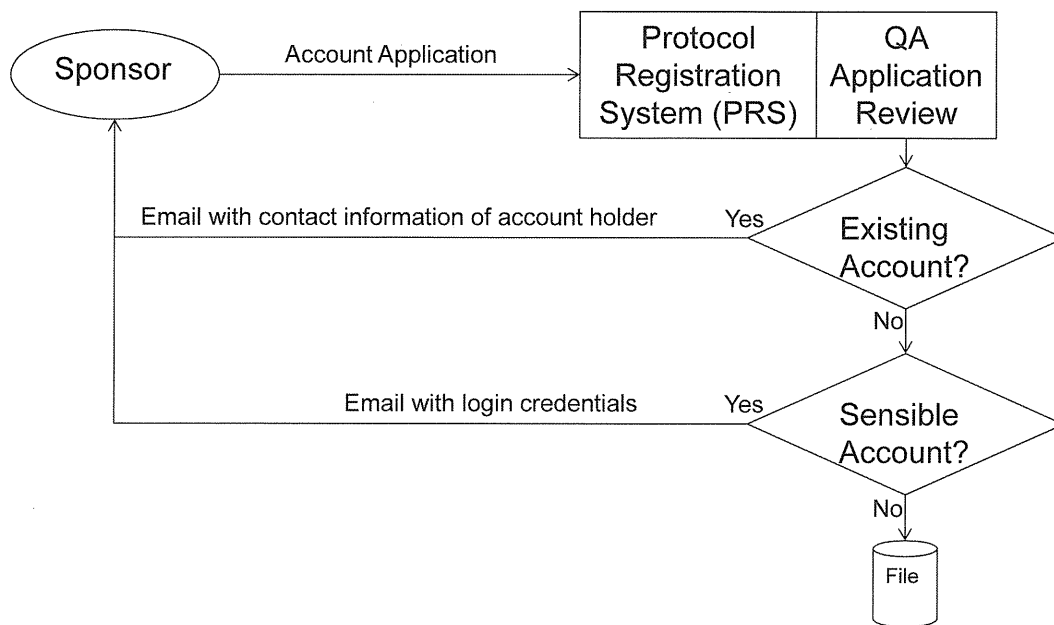 Sponsor
Account Application
Protocol
Registration
System (PRS)
QA
Application
Review
Email with contact information of account holder
Yes
Existing
Account?
No
Email with login credentials
Yes
Sensible
Account?
No
File